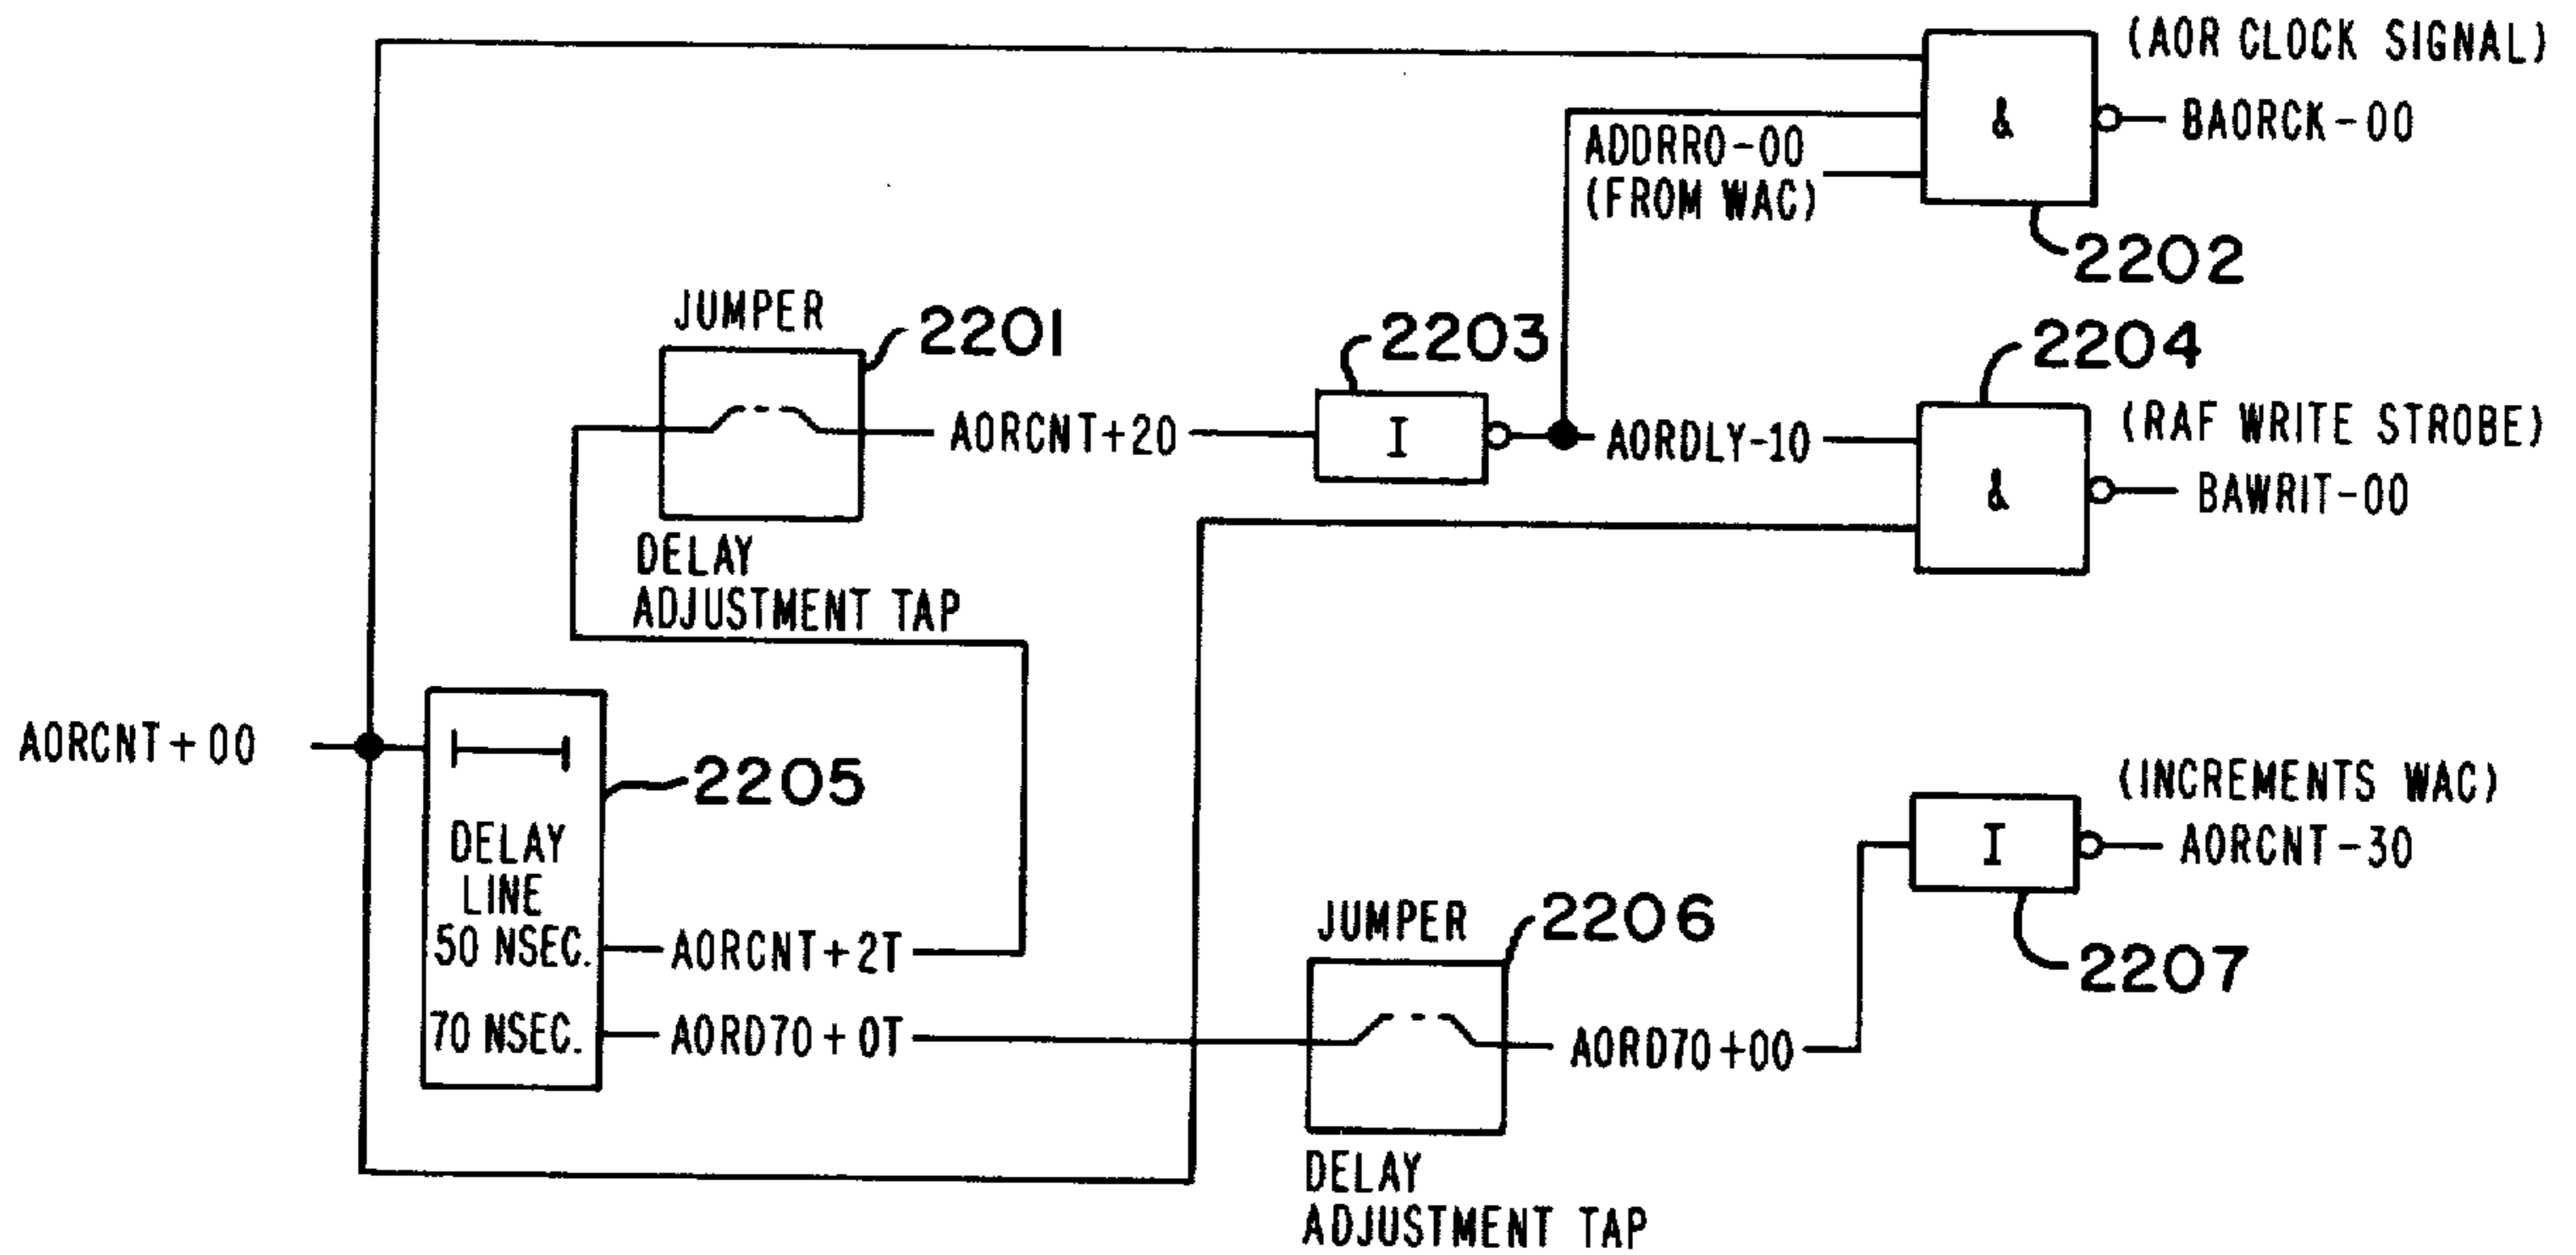 (AOR CLOCK SIGNAL)
&
BAORCK-00
ADDRR0-00
(FROM WAC)
2202
JUMPER
2201
2203
2204
AORCNT+20
I
AORDLY-10
(RAF WRITE STROBE)
&
BAWRIT-00
DELAY
ADJUSTMENT TAP
AORCNT+00
2205
DELAY
LINE
50 NSEC.
AORCNT+2T
70 NSEC.
AORD70+0T
JUMPER
2206
AORD70+00
(INCREMENTS WAC)
I
AORCNT-30
2207
DELAY
ADJUSTMENT TAP